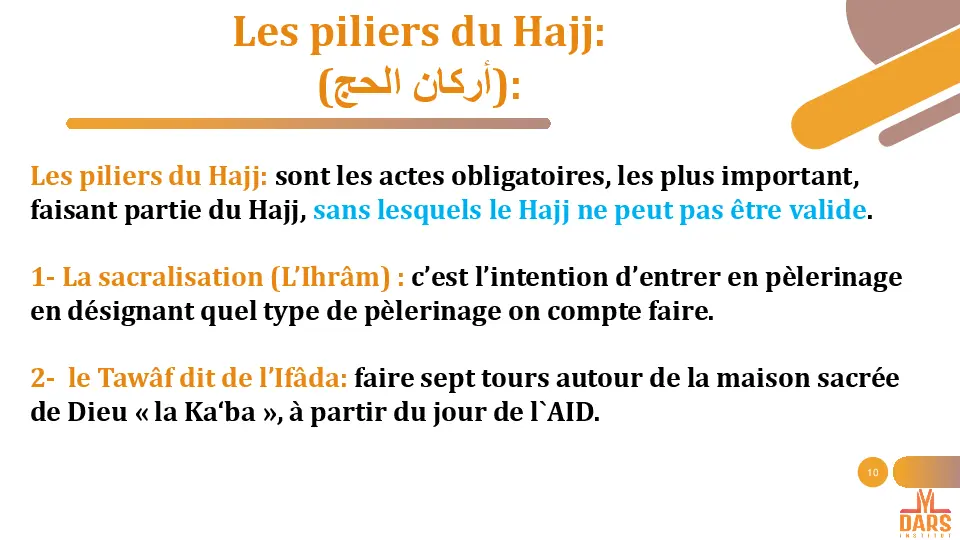 Les piliers du Hajj:
(أركان الحج):
Les piliers du Hajj: sont les actes obligatoires, les plus important,
faisant partie du Hajj, sans lesquels le Hajj ne peut pas être valide.
1- La sacralisation (L’Ihrâm) : c’est l’intention d’entrer en pèlerinage
en désignant quel type de pèlerinage on compte faire.
2-  le Tawâf dit de l’Ifâda: faire sept tours autour de la maison sacrée
de Dieu « la Ka‘ba », à partir du jour de l`AID.
10
DARS
INSTITUT